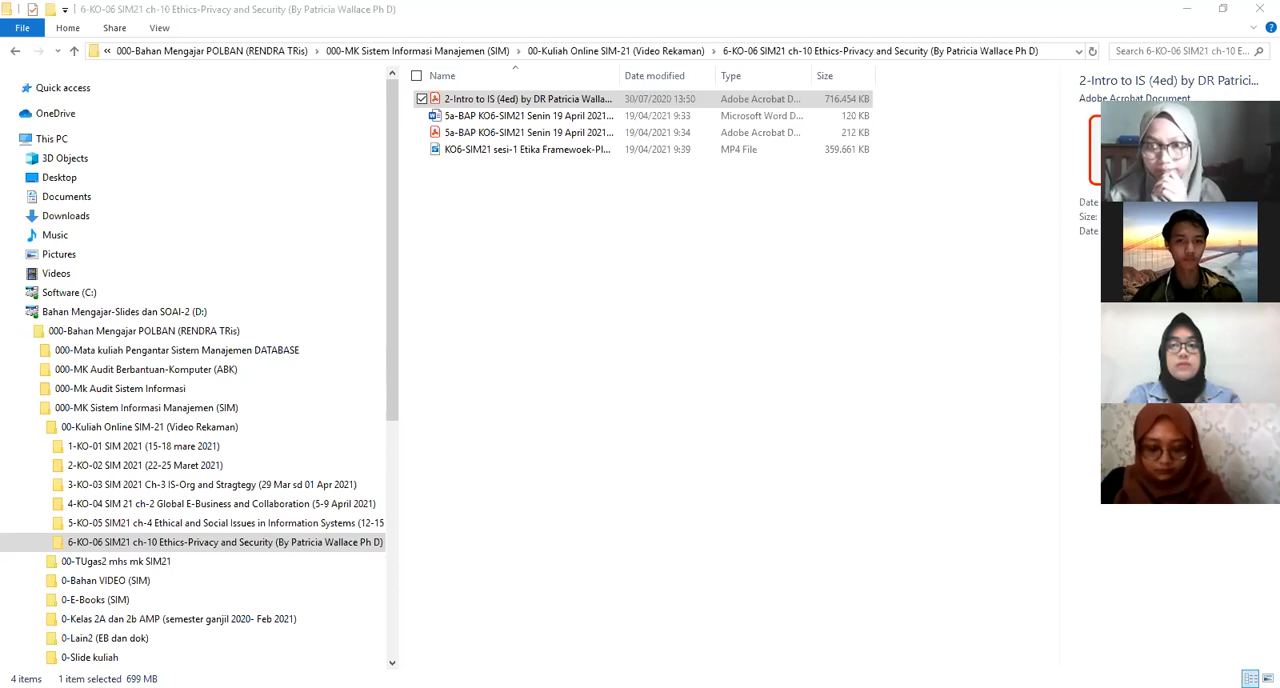 6-KO-06 SIM21 ch-10 Ethics-Privacy and Security (By Patricia Wallace Ph D)
File Home Share View
« 000-Bahan Mengajar POLBAN (RENDRA TRis) > 000-MK Sistem Informasi Manajemen (SIM) > 00-Kuliah Online SIM-21 (Video Rekaman) > 6-KO-06 SIM21 ch-10 Ethics-Privacy and Security (By Patricia Wallace Ph D)
Search 6-KO-06 SIM21 ch-10 E...
Name Date modified Type Size
2-Intro to IS (4ed) by DR Patricia Walla... 30/07/2020 13:50 Adobe Acrobat D... 716.454 KB
5a-BAP KO6-SIM21 Senin 19 April 2021... 19/04/2021 9:33 Microsoft Word D... 120 KB
5a-BAP KO6-SIM21 Senin 19 April 2021... 19/04/2021 9:34 Adobe Acrobat D... 212 KB
KO6-SIM21 sesi-1 Etika Framewoek-Pl... 19/04/2021 9:39 MP4 File 359.661 KB
Quick access
OneDrive
This PC
3D Objects
Desktop
Documents
Downloads
Music
Pictures
Videos
Software (C:)
Bahan Mengajar-Slides dan SOAl-2 (D:)
000-Bahan Mengajar POLBAN (RENDRA TRis)
000-Mata kuliah Pengantar Sistem Manajemen DATABASE
000-MK Audit Berbantuan-Komputer (ABK)
000-Mk Audit Sistem Informasi
000-MK Sistem Informasi Manajemen (SIM)
00-Kuliah Online SIM-21 (Video Rekaman)
1-KO-01 SIM 2021 (15-18 mare 2021)
2-KO-02 SIM 2021 (22-25 Maret 2021)
3-KO-03 SIM 2021 Ch-3 IS-Org and Stragtegy (29 Mar sd 01 Apr 2021)
4-KO-04 SIM 21 ch-2 Global E-Business and Collaboration (5-9 April 2021)
5-KO-05 SIM21 ch-4 Ethical and Social Issues in Information Systems (12-15
6-KO-06 SIM21 ch-10 Ethics-Privacy and Security (By Patricia Wallace Ph D)
00-TUgas2 mhs mk SIM21
0-Bahan VIDEO (SIM)
0-E-Books (SIM)
0-Kelas 2A dan 2b AMP (semester ganjil 2020- Feb 2021)
0-Lain2 (EB dan dok)
0-Slide kuliah
2-Intro to IS (4ed) by DR Patrici...
Adobe Acrobat Document
Date
Size:
Date
4 items 1 item selected 699 MB